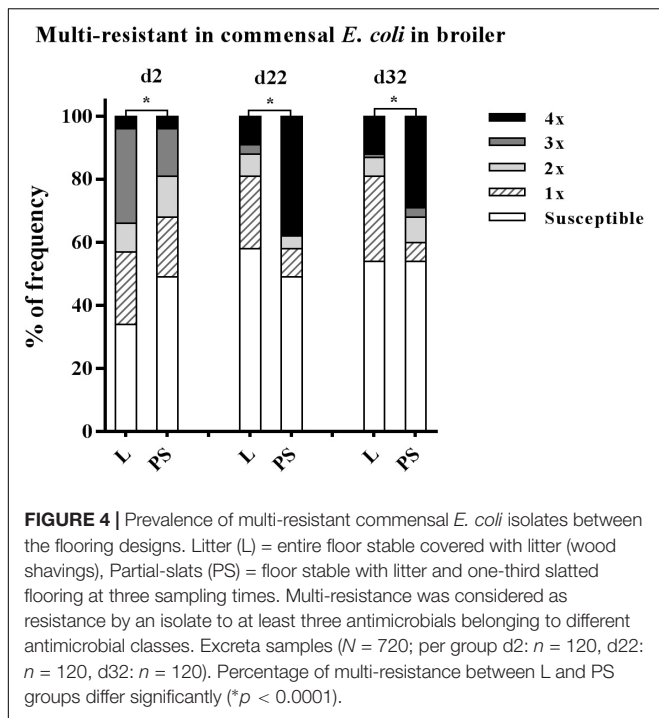 Multi-resistant in commensal E. coli in broiler
d2 d22 d32
* * *
100
80
60
40
20
0
% of frequency
L PS L PS L PS
4x
3x
2x
1x
Susceptible
FIGURE 4 | Prevalence of multi-resistant commensal E. coli isolates between
the flooring designs. Litter (L) = entire floor stable covered with litter (wood
shavings), Partial-slats (PS) = floor stable with litter and one-third slatted
flooring at three sampling times. Multi-resistance was considered as
resistance by an isolate to at least three antimicrobials belonging to different
antimicrobial classes. Excreta samples (N = 720; per group d2: n = 120, d22:
n = 120, d32: n = 120). Percentage of multi-resistance between L and PS
groups differ significantly (*p < 0.0001).